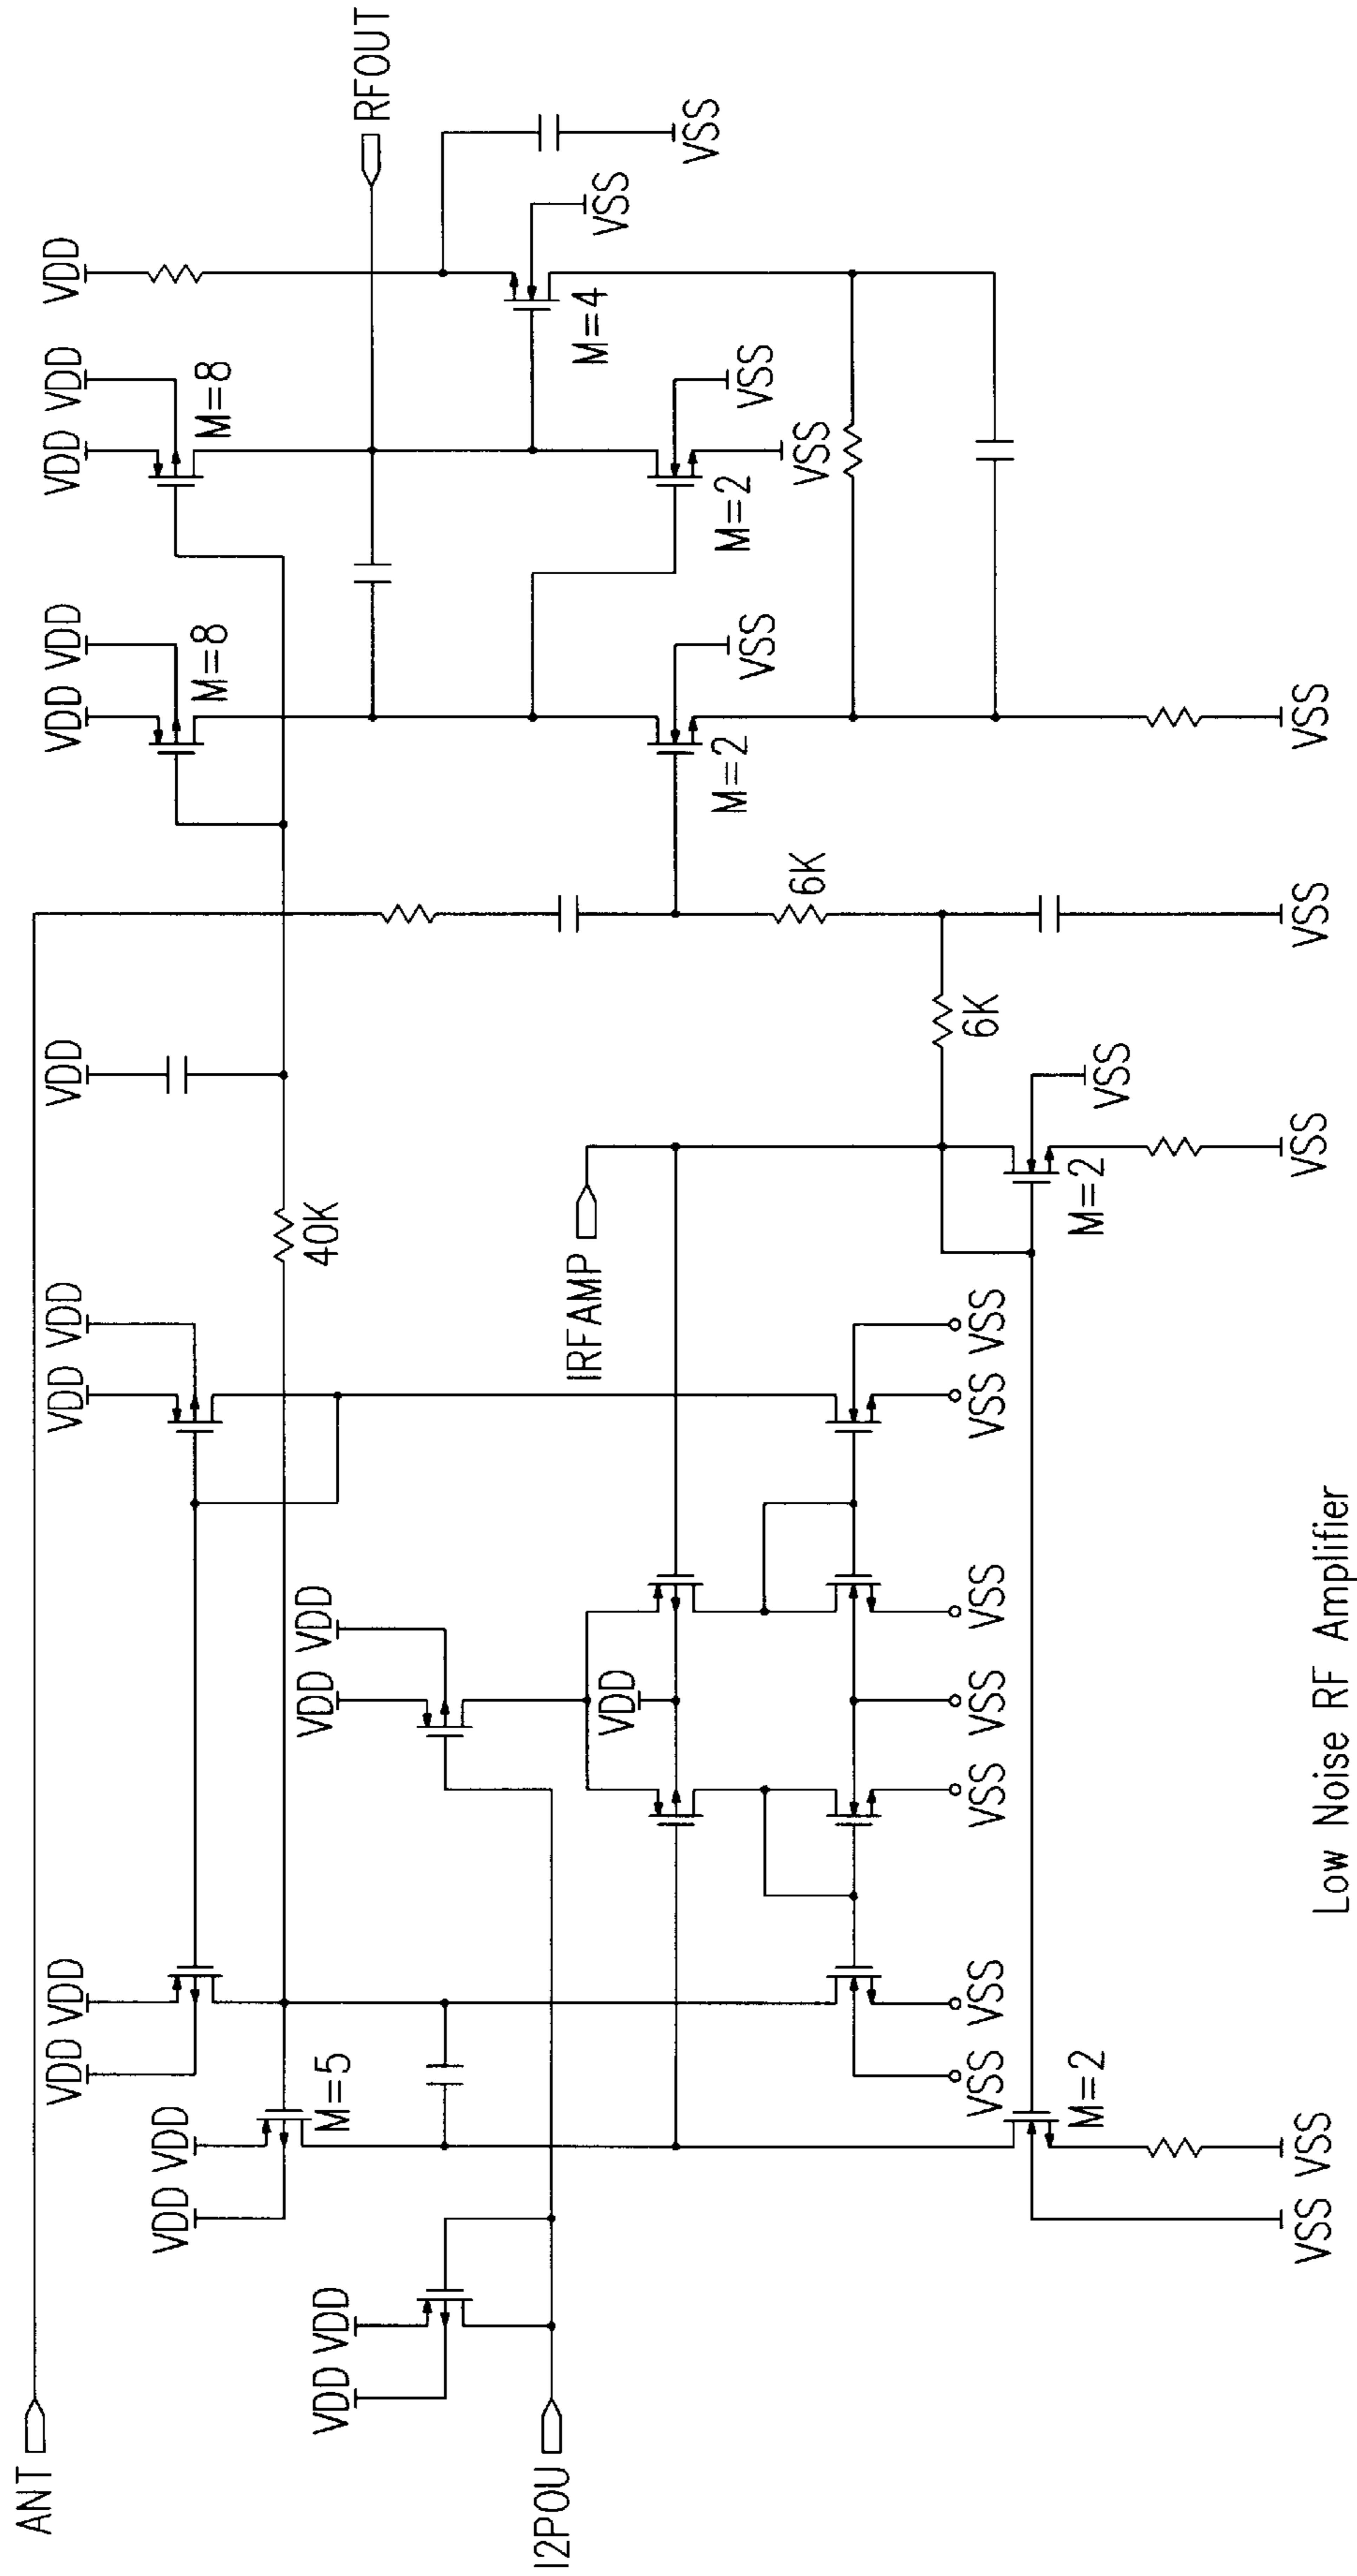 ANT
VDD VDD
VDD VDD
VDD
VDD VDD
VDD VDD
VDD
VDD VDD
M=8
M=8
VDD VDD
M=5
VDD VDD
40K
RFOUT
I2POU
IRFAMP
VDD
M=4
VSS
VSS
M=2
VSS
M=2
VSS
6K
VSS
6K
VSS VSS
VSS
VSS
VSS
VSS VSS
M=2
M=2
VSS
VSS VSS
VSS
VSS
VSS
Low Noise RF Amplifier